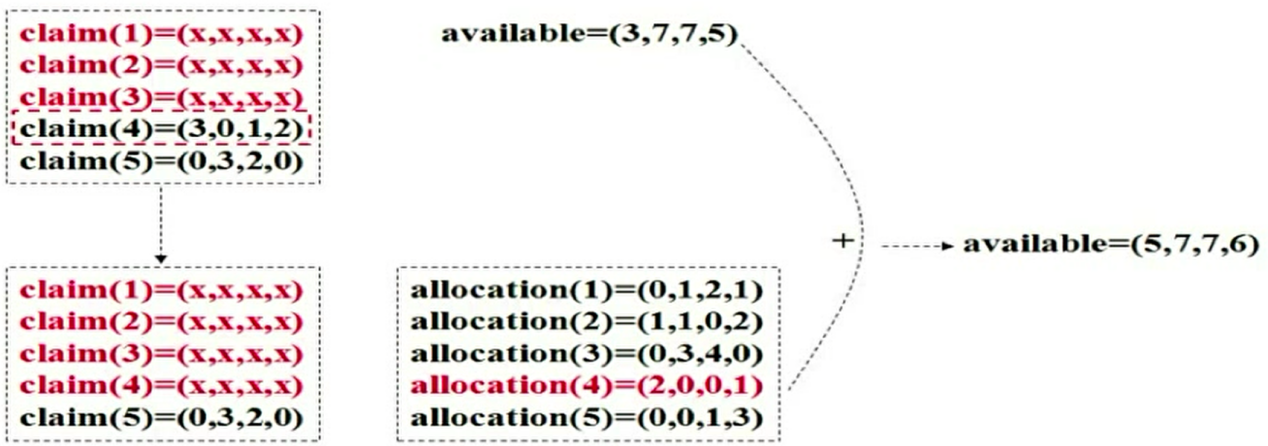 claim(1)=(x,x,x,x)
claim(2)=(x,x,x,x)
claim(3)=(x,x,x,x)
claim(4)=(3,0,1,2)
claim(5)=(0,3,2,0)
available=(3,7,7,5)
+
available=(5,7,7,6)
claim(1)=(x,x,x,x)
claim(2)=(x,x,x,x)
claim(3)=(x,x,x,x)
claim(4)=(x,x,x,x)
claim(5)=(0,3,2,0)
allocation(1)=(0,1,2,1)
allocation(2)=(1,1,0,2)
allocation(3)=(0,3,4,0)
allocation(4)=(2,0,0,1)
allocation(5)=(0,0,1,3)